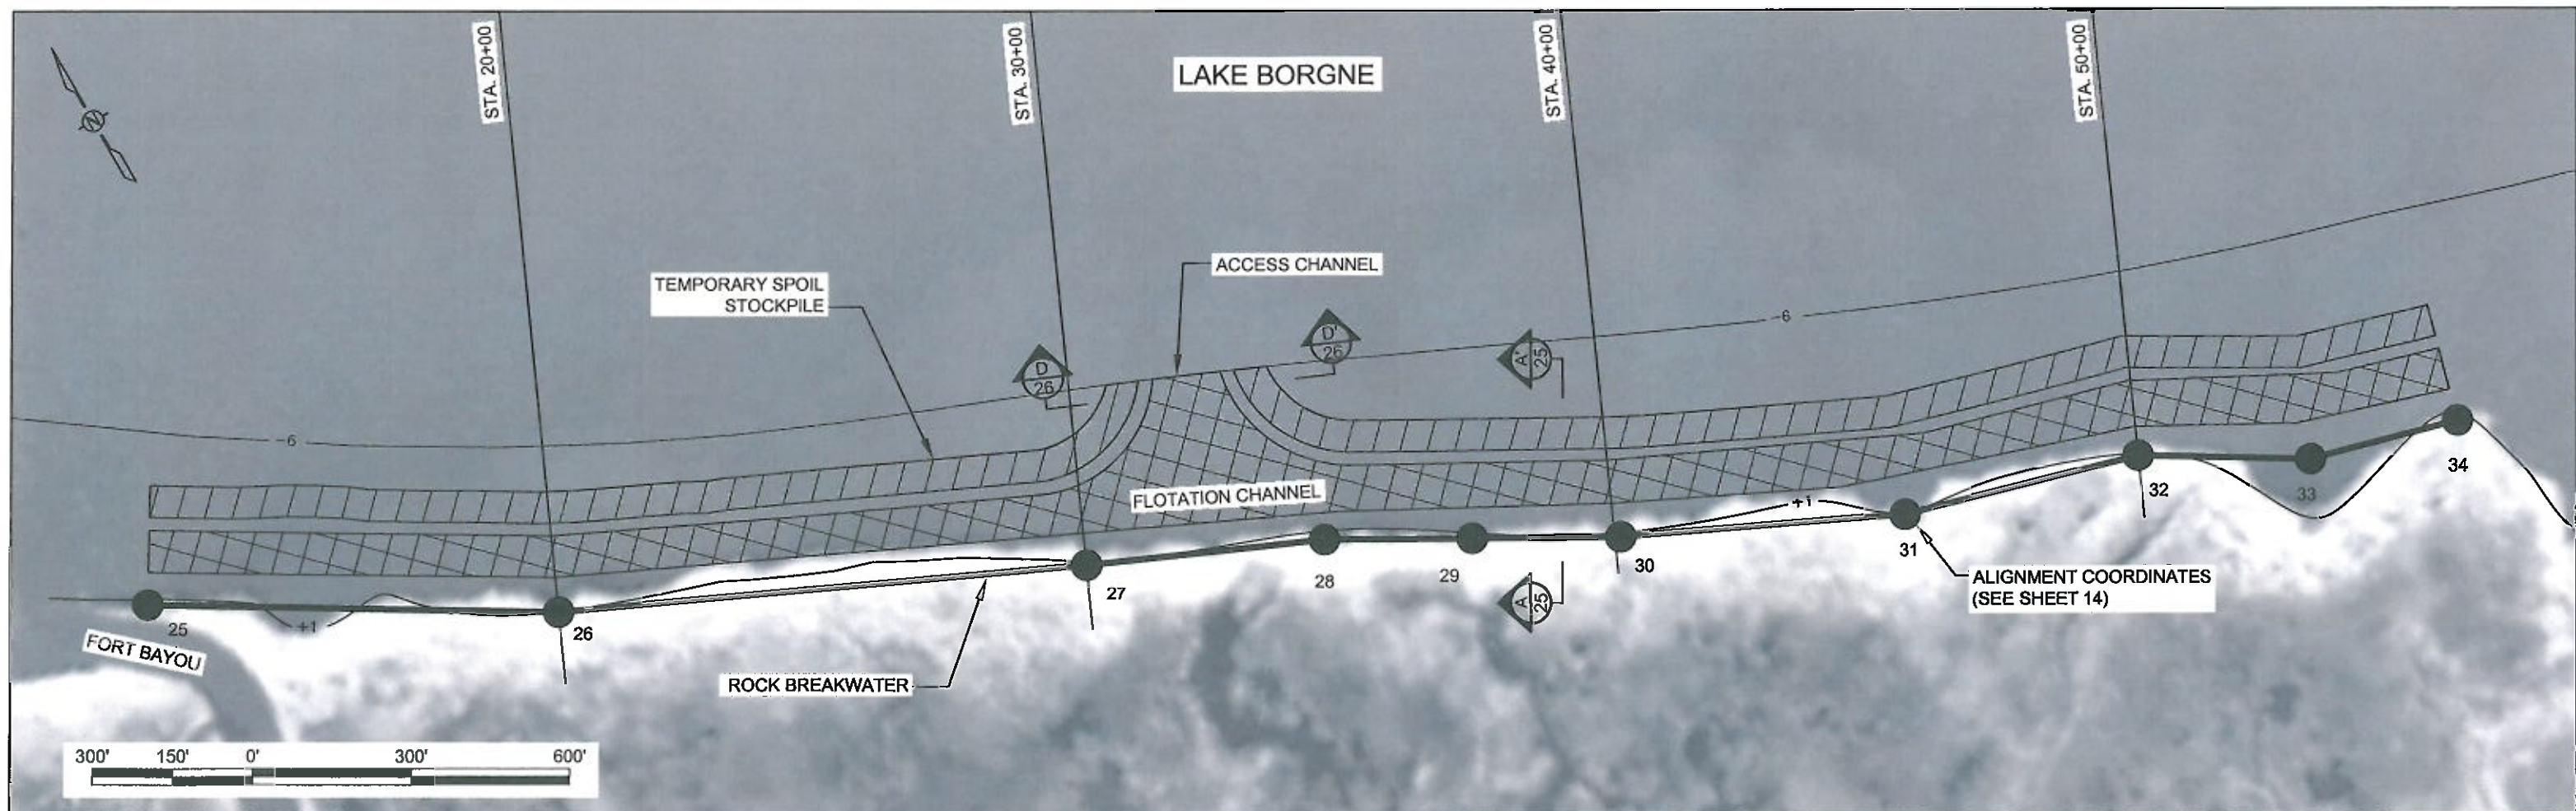 STA. 20+00
STA. 30+00
STA. 40+00
STA. 50+00
LAKE BORGNE
N
ACCESS CHANNEL
TEMPORARY SPOIL
STOCKPILE
D
26
D'
26
A'
25
-6
-6
FLOTATION CHANNEL
+1
+1
25
26
27
28
29
30
31
32
33
34
A
25
ALIGNMENT COORDINATES
(SEE SHEET 14)
FORT BAYOU
ROCK BREAKWATER
300' 150' 0' 300' 600'